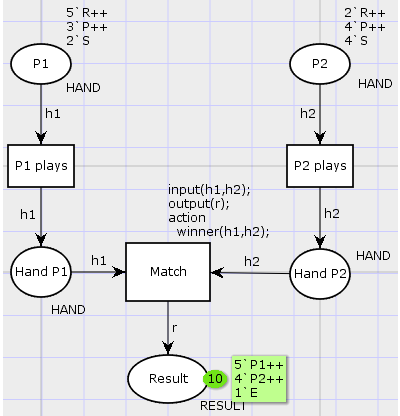 5`R++
3`P++
2`S
2`R++
4`P++
4`S
P1
P2
HAND
HAND
h1
h2
P1 plays
P2 plays
input(h1,h2);
output(r);
action
winner(h1,h2);
h1
h2
Hand P1
h1
Match
h2
Hand P2
HAND
HAND
r
Result
10
5`P1++
4`P2++
1`E
RESULT